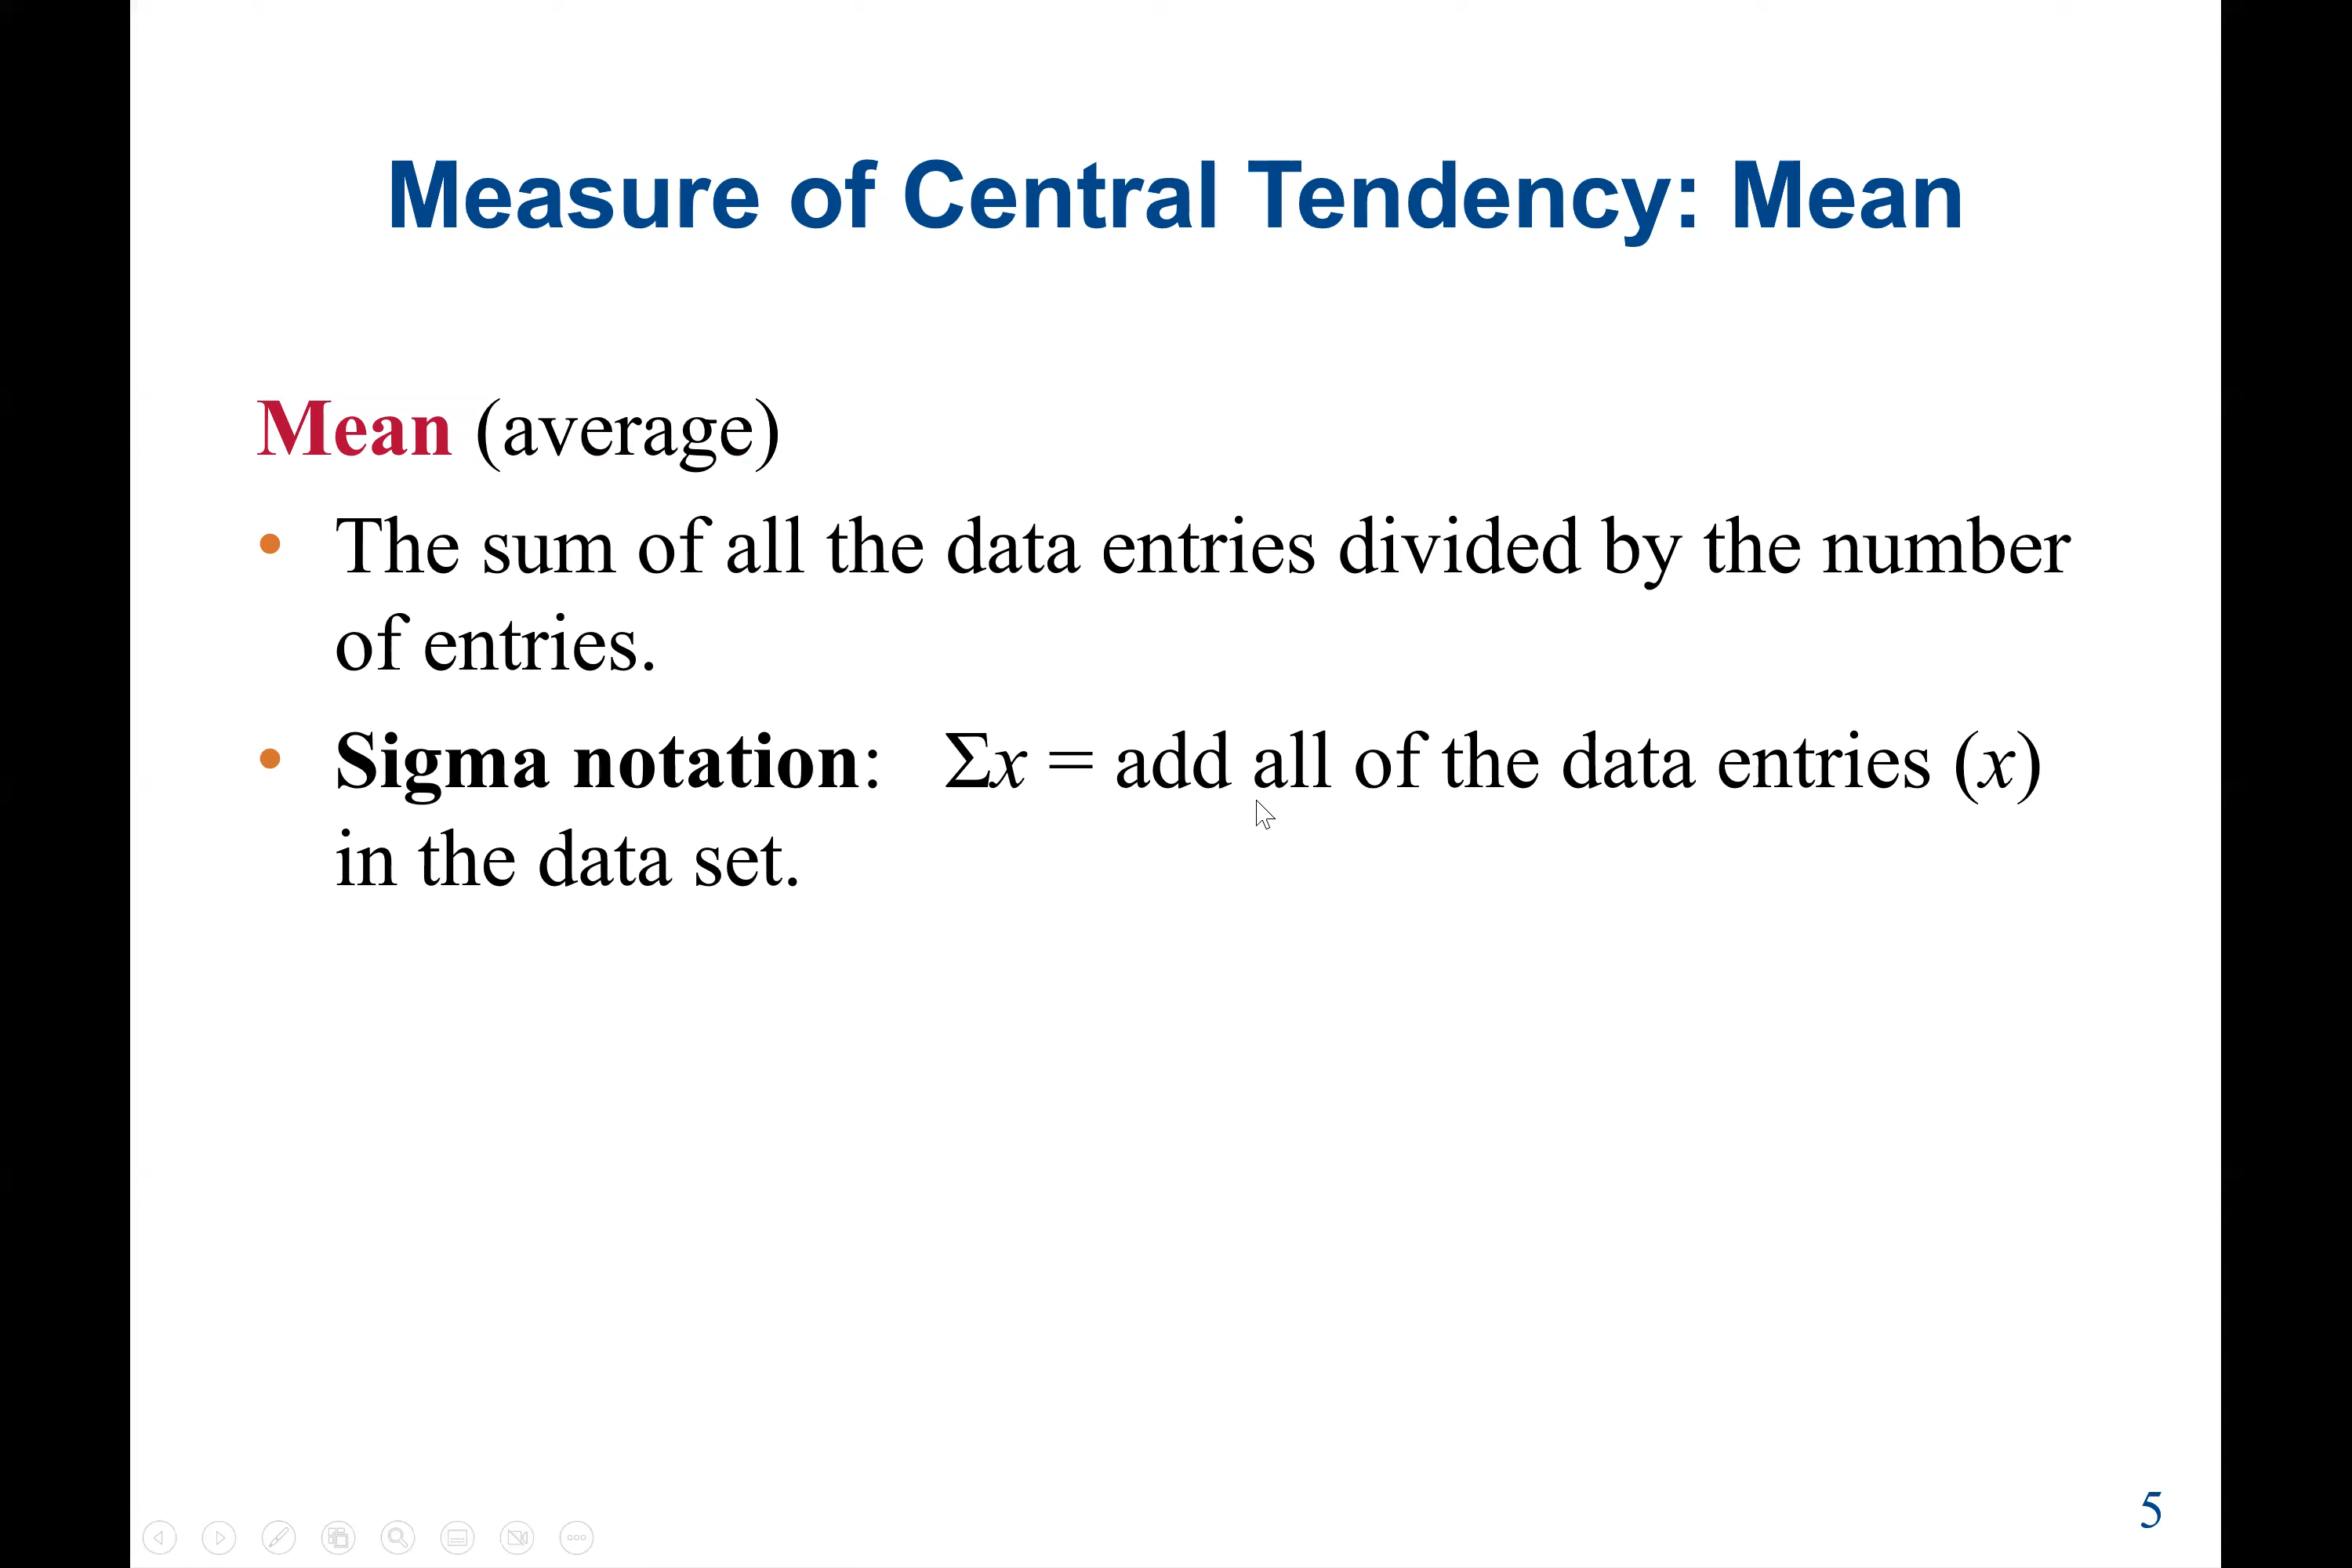 Measure of Central Tendency: Mean
Mean (average)
• The sum of all the data entries divided by the number
of entries.
• Sigma notation: Σx = add all of the data entries (x)
in the data set.
5